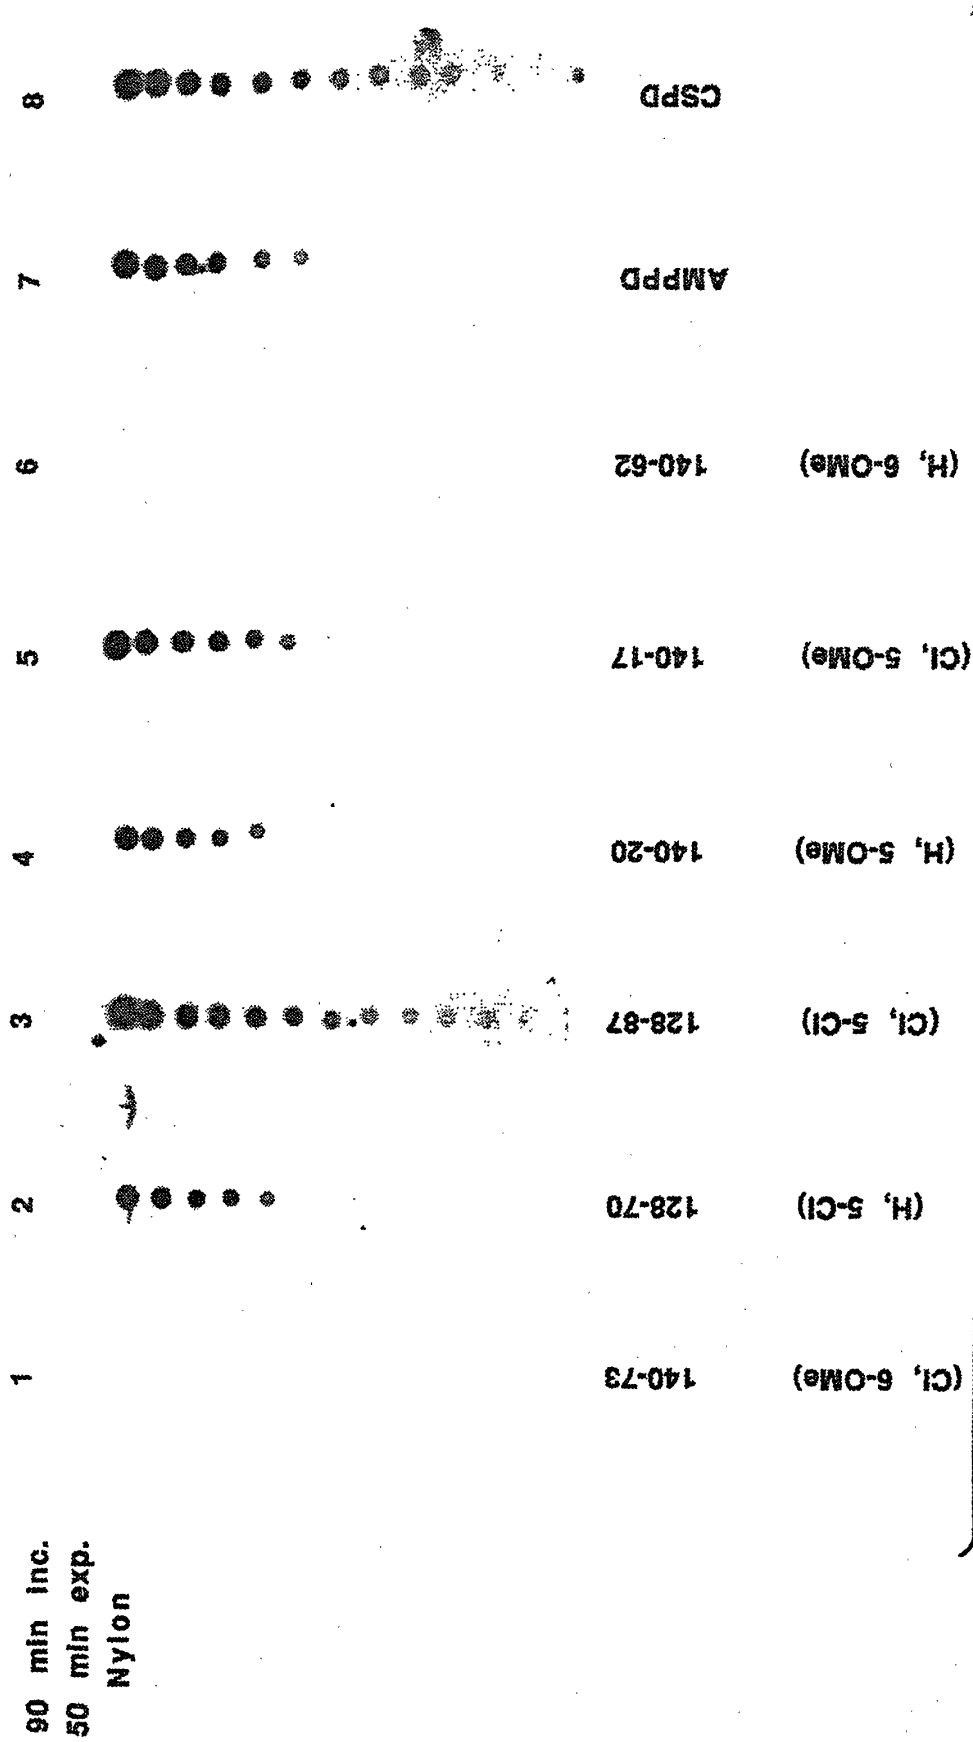 90 min inc.
50 min exp.
Nylon
1 2 3 4 5 6 7 8
140-73 128-70 128-87 140-20 140-17 140-62 AMPPD CSPD
(Cl, 6-OMe) (H, 5-Cl) (Cl, 5-Cl) (H, 5-OMe) (Cl, 5-OMe) (H, 6-OMe)